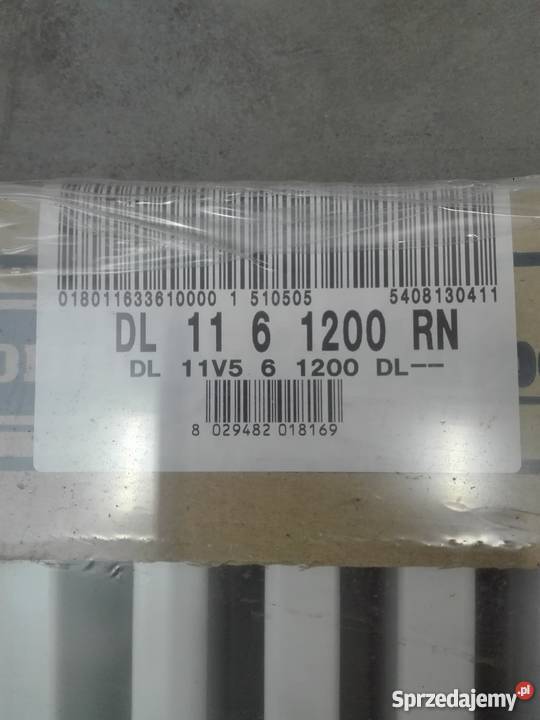 018011633610000 1 510505 5408130411
DL 11 6 1200 RN
DL 11V5 6 1200 DL--
8 029482 018169
Sprzedajemy.pl